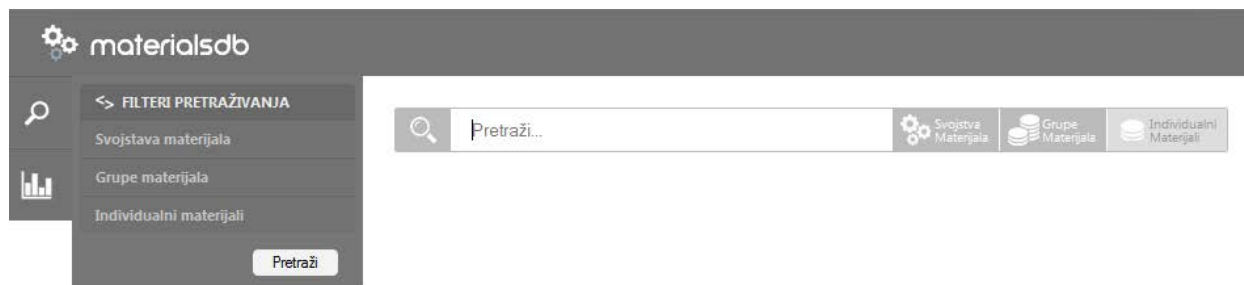 materialsdb
<> FILTERI PRETRAŽIVANJA
Svojstava materijala
Grupe materijala
Individualni materijali
Pretraži
Pretraži...
Svojstva
Materijala
Grupe
Materijala
Individualni
Materijali